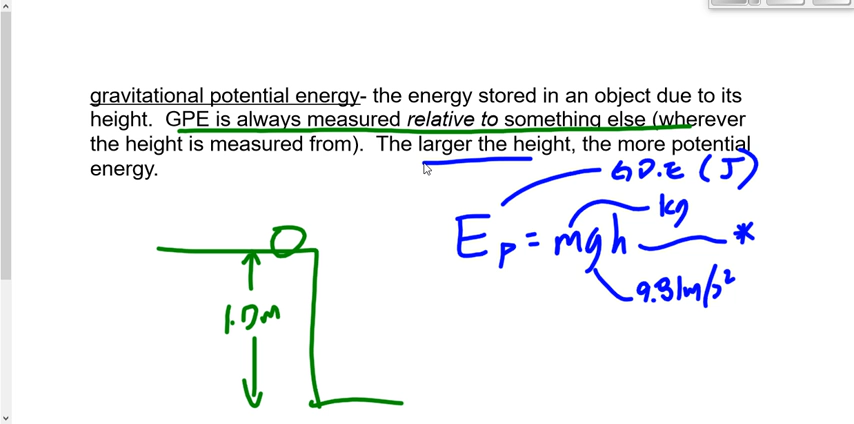 gravitational potential energy- the energy stored in an object due to its
height.  GPE is always measured relative to something else (wherever
the height is measured from).  The larger the height, the more potential
energy.
G.P.E (J)
kg
Ep = mgh *
9.81m/s²
1.0m